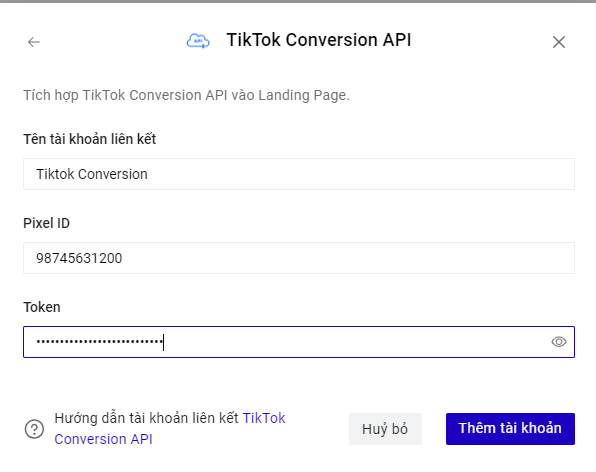 TikTok Conversion API
Tích hợp TikTok Conversion API vào Landing Page.
Tên tài khoản liên kết
Tiktok Conversion
Pixel ID
98745631200
Token
•••••••••••••••••••••••••••
Hướng dẫn tài khoản liên kết TikTok
Conversion API
Huỷ bỏ
Thêm tài khoản